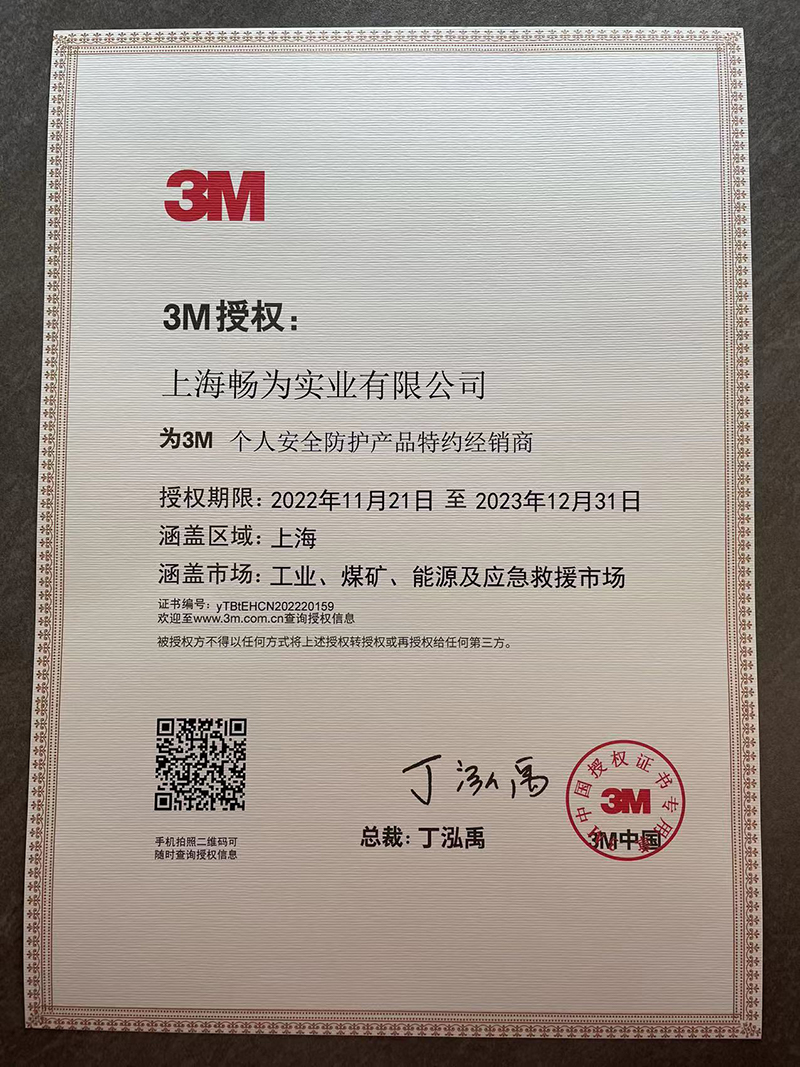 3M
3M授权：
上海畅为实业有限公司
为3M 个人安全防护产品特约经销商
授权期限：2022年11月21日 至 2023年12月31日
涵盖区域：上海
涵盖市场：工业、煤矿、能源及应急救援市场
证书编号：yTBtEHCN202220159
欢迎至www.3m.com.cn查询授权信息
被授权方不得以任何方式将上述授权转授权或再授权给任何第三方。
手机拍照二维码可
随时查询授权信息
丁泓禹
总裁：丁泓禹
中国授权证书专用
3M
3M中国